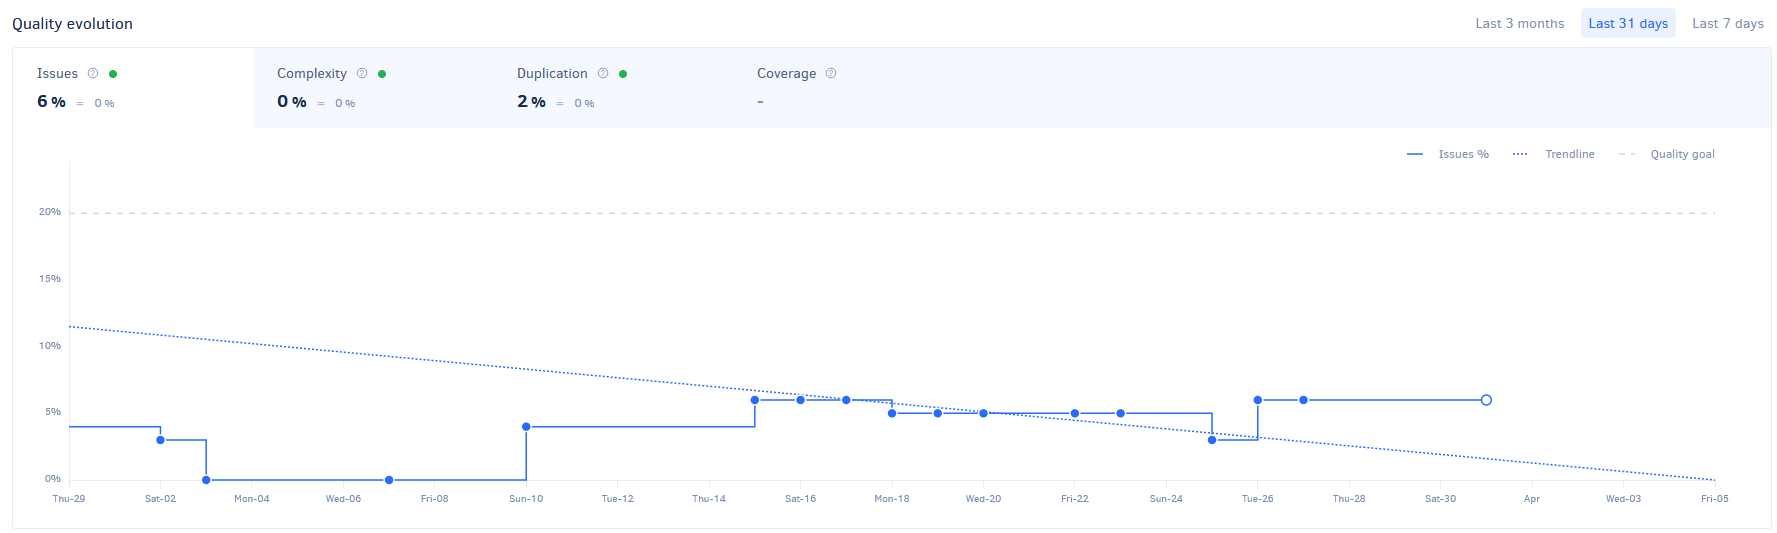 Quality evolution
Last 3 months Last 31 days Last 7 days
Issues ? Complexity ? Duplication ? Coverage ?
6 % = 0 % 0 % = 0 % 2 % = 0 % -
Issues % Trendline Quality goal
20%
15%
10%
5%
0%
Thu-29 Sat-02 Mon-04 Wed-06 Fri-08 Sun-10 Tue-12 Thu-14 Sat-16 Mon-18 Wed-20 Fri-22 Sun-24 Tue-26 Thu-28 Sat-30 Apr Wed-03 Fri-05